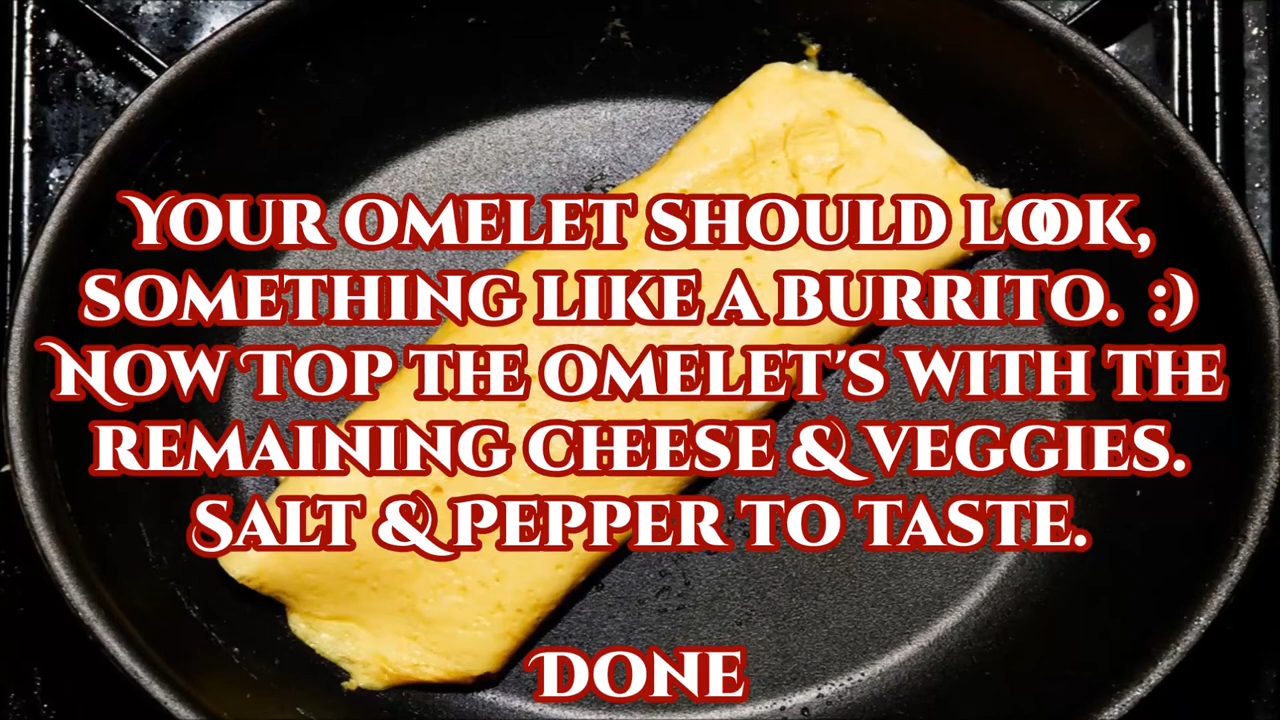 Your omelet should look,
something like a burrito. :)
Now Top the omelet's with the
remaining cheese & veggies.
Salt & Pepper to taste.
Done